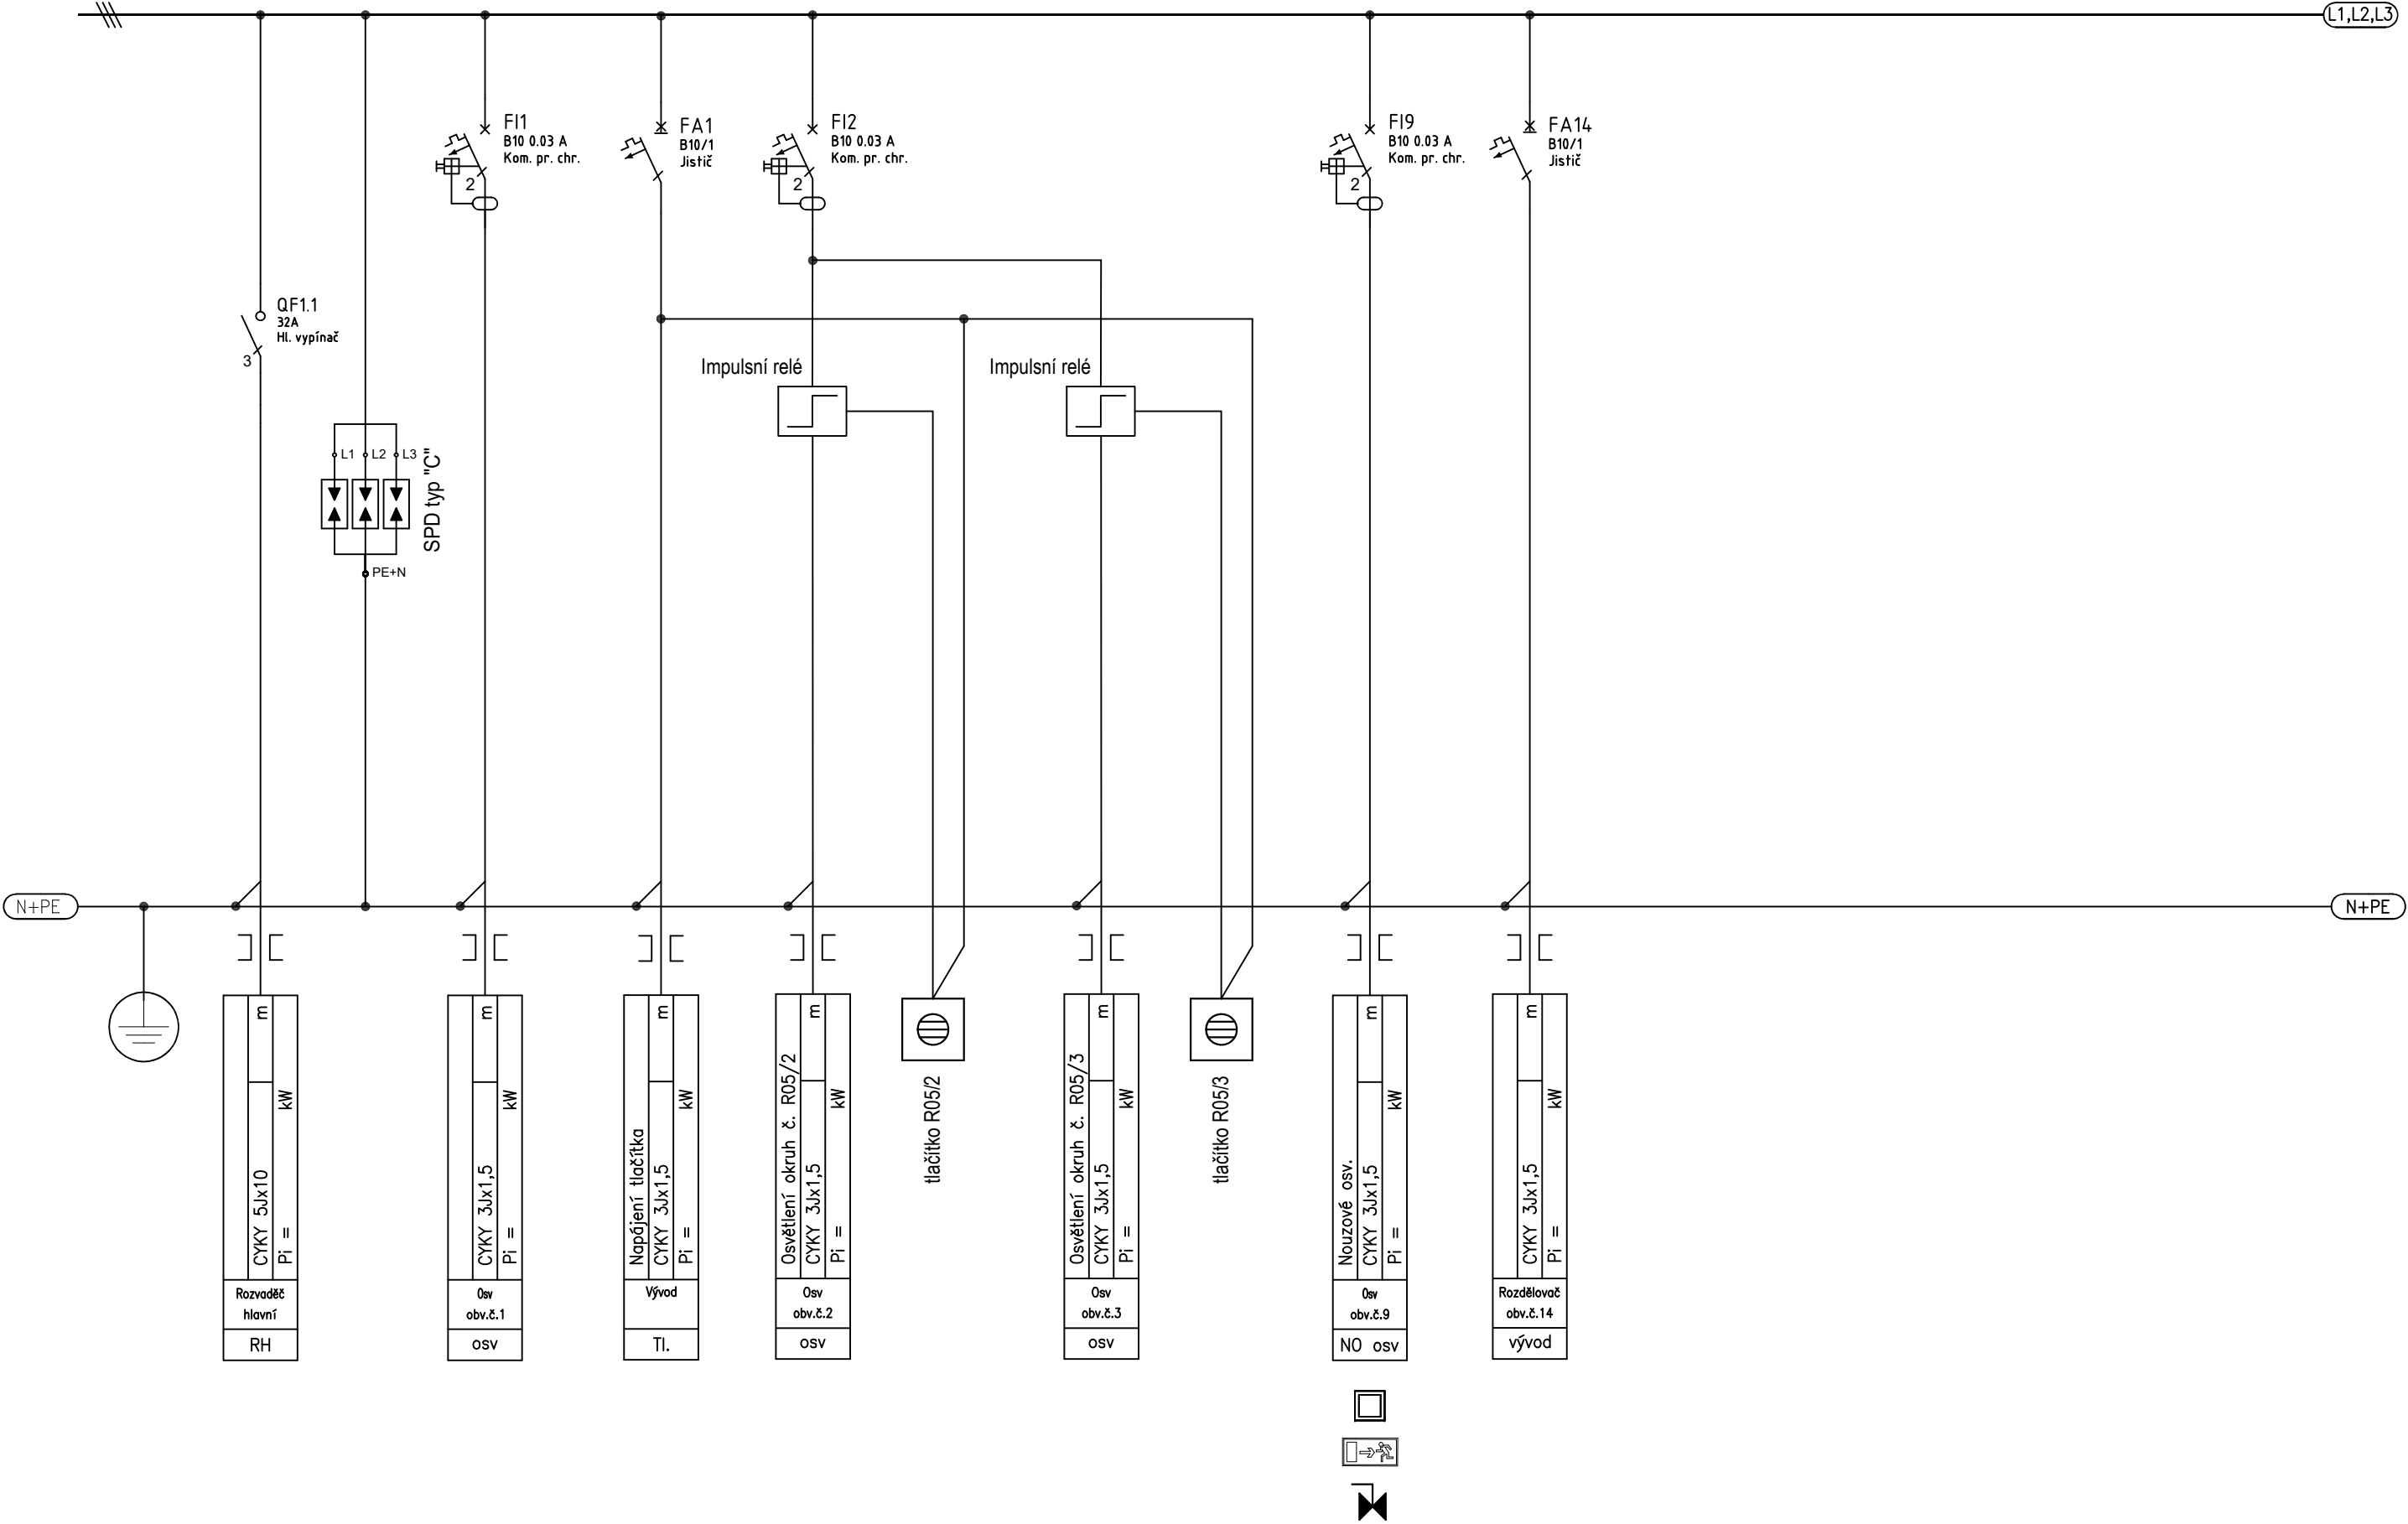 L1,L2,L3
FI1
B10 0.03 A
Kom. pr. chr.
2
FA1
B10/1
Jistič
FI2
B10 0.03 A
Kom. pr. chr.
2
FI9
B10 0.03 A
Kom. pr. chr.
2
FA14
B10/1
Jistič
QF1.1
32A
Hl. vypínač
3
Impulsní relé
Impulsní relé
L1
L2
L3
SPD typ "C"
PE+N
N+PE
N+PE
m
CYKY 5Jx10
Pi = kW
Rozvaděč
hlavní
RH
m
CYKY 3Jx1,5
Pi = kW
Osv
obv.č.1
osv
Napájení tlačítka
m
CYKY 3Jx1,5
Pi = kW
Vývod
Tl.
Osvětlení okruh č. R05/2
m
CYKY 3Jx1,5
Pi = kW
Osv
obv.č.2
osv
tlačítko R05/2
Osvětlení okruh č. R05/3
m
CYKY 3Jx1,5
Pi = kW
Osv
obv.č.3
osv
tlačítko R05/3
Nouzové osv.
m
CYKY 3Jx1,5
Pi = kW
Osv
obv.č.9
NO osv
m
CYKY 3Jx1,5
Pi = kW
Rozdělovač
obv.č.14
vývod